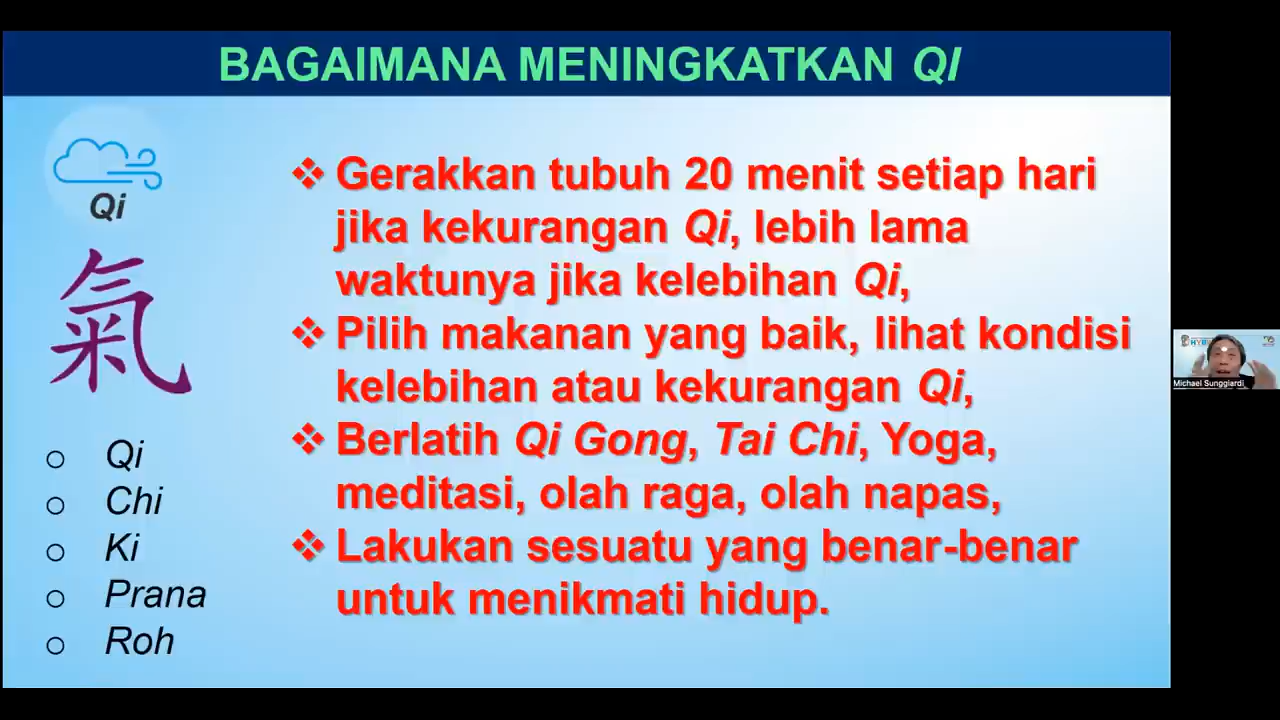 BAGAIMANA MENINGKATKAN QI
Qi
氣
o Qi
o Chi
o Ki
o Prana
o Roh
❖ Gerakkan tubuh 20 menit setiap hari
jika kekurangan Qi, lebih lama
waktunya jika kelebihan Qi,
❖ Pilih makanan yang baik, lihat kondisi
kelebihan atau kekurangan Qi,
❖ Berlatih Qi Gong, Tai Chi, Yoga,
meditasi, olah raga, olah napas,
❖ Lakukan sesuatu yang benar-benar
untuk menikmati hidup.
Michael Sunggiardi